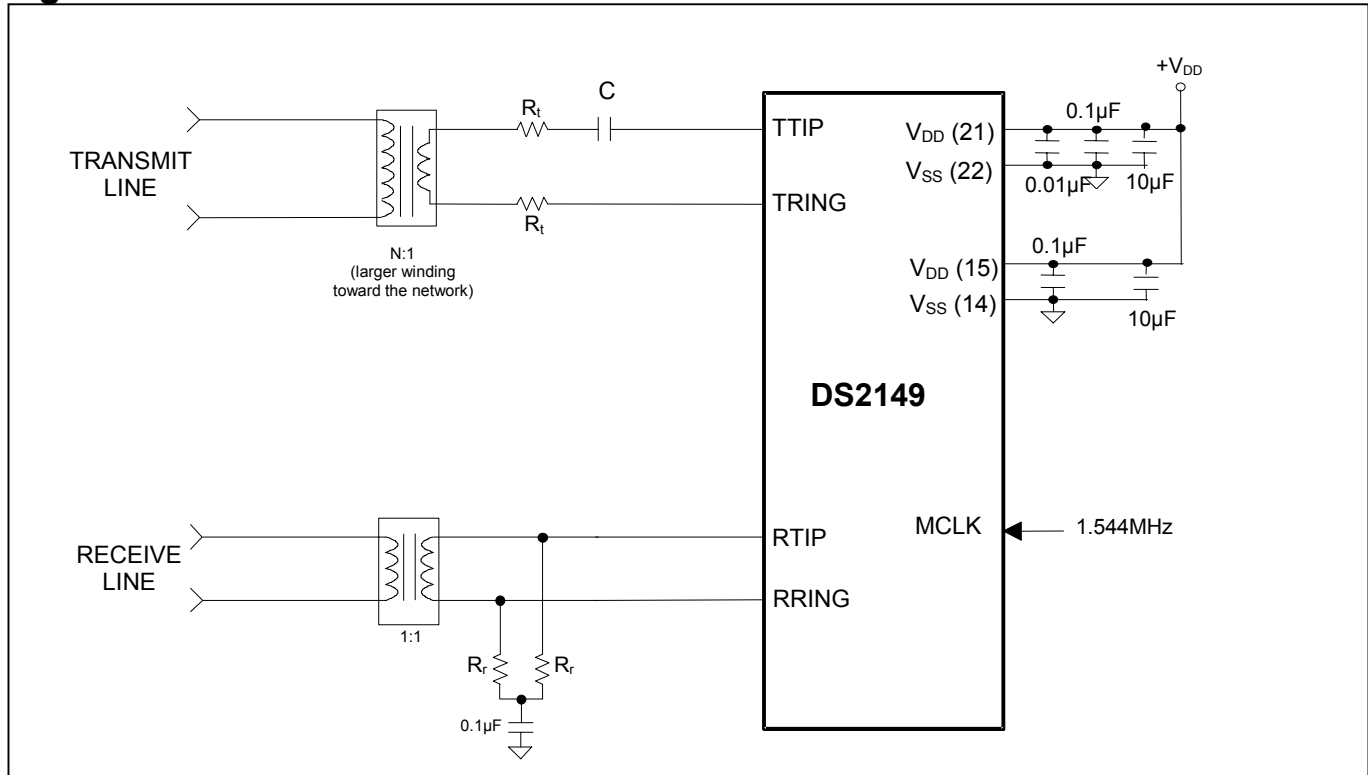 +VDD
C
Rt
TTIP
VDD (21)
0.1µF
TRANSMIT
LINE
VSS (22)
0.01µF
10µF
TRING
Rt
N:1
(larger winding
toward the network)
0.1µF
VDD (15)
VSS (14)
10µF
DS2149
MCLK
1.544MHz
RTIP
RECEIVE
LINE
RRING
1:1
Rr
Rr
0.1µF